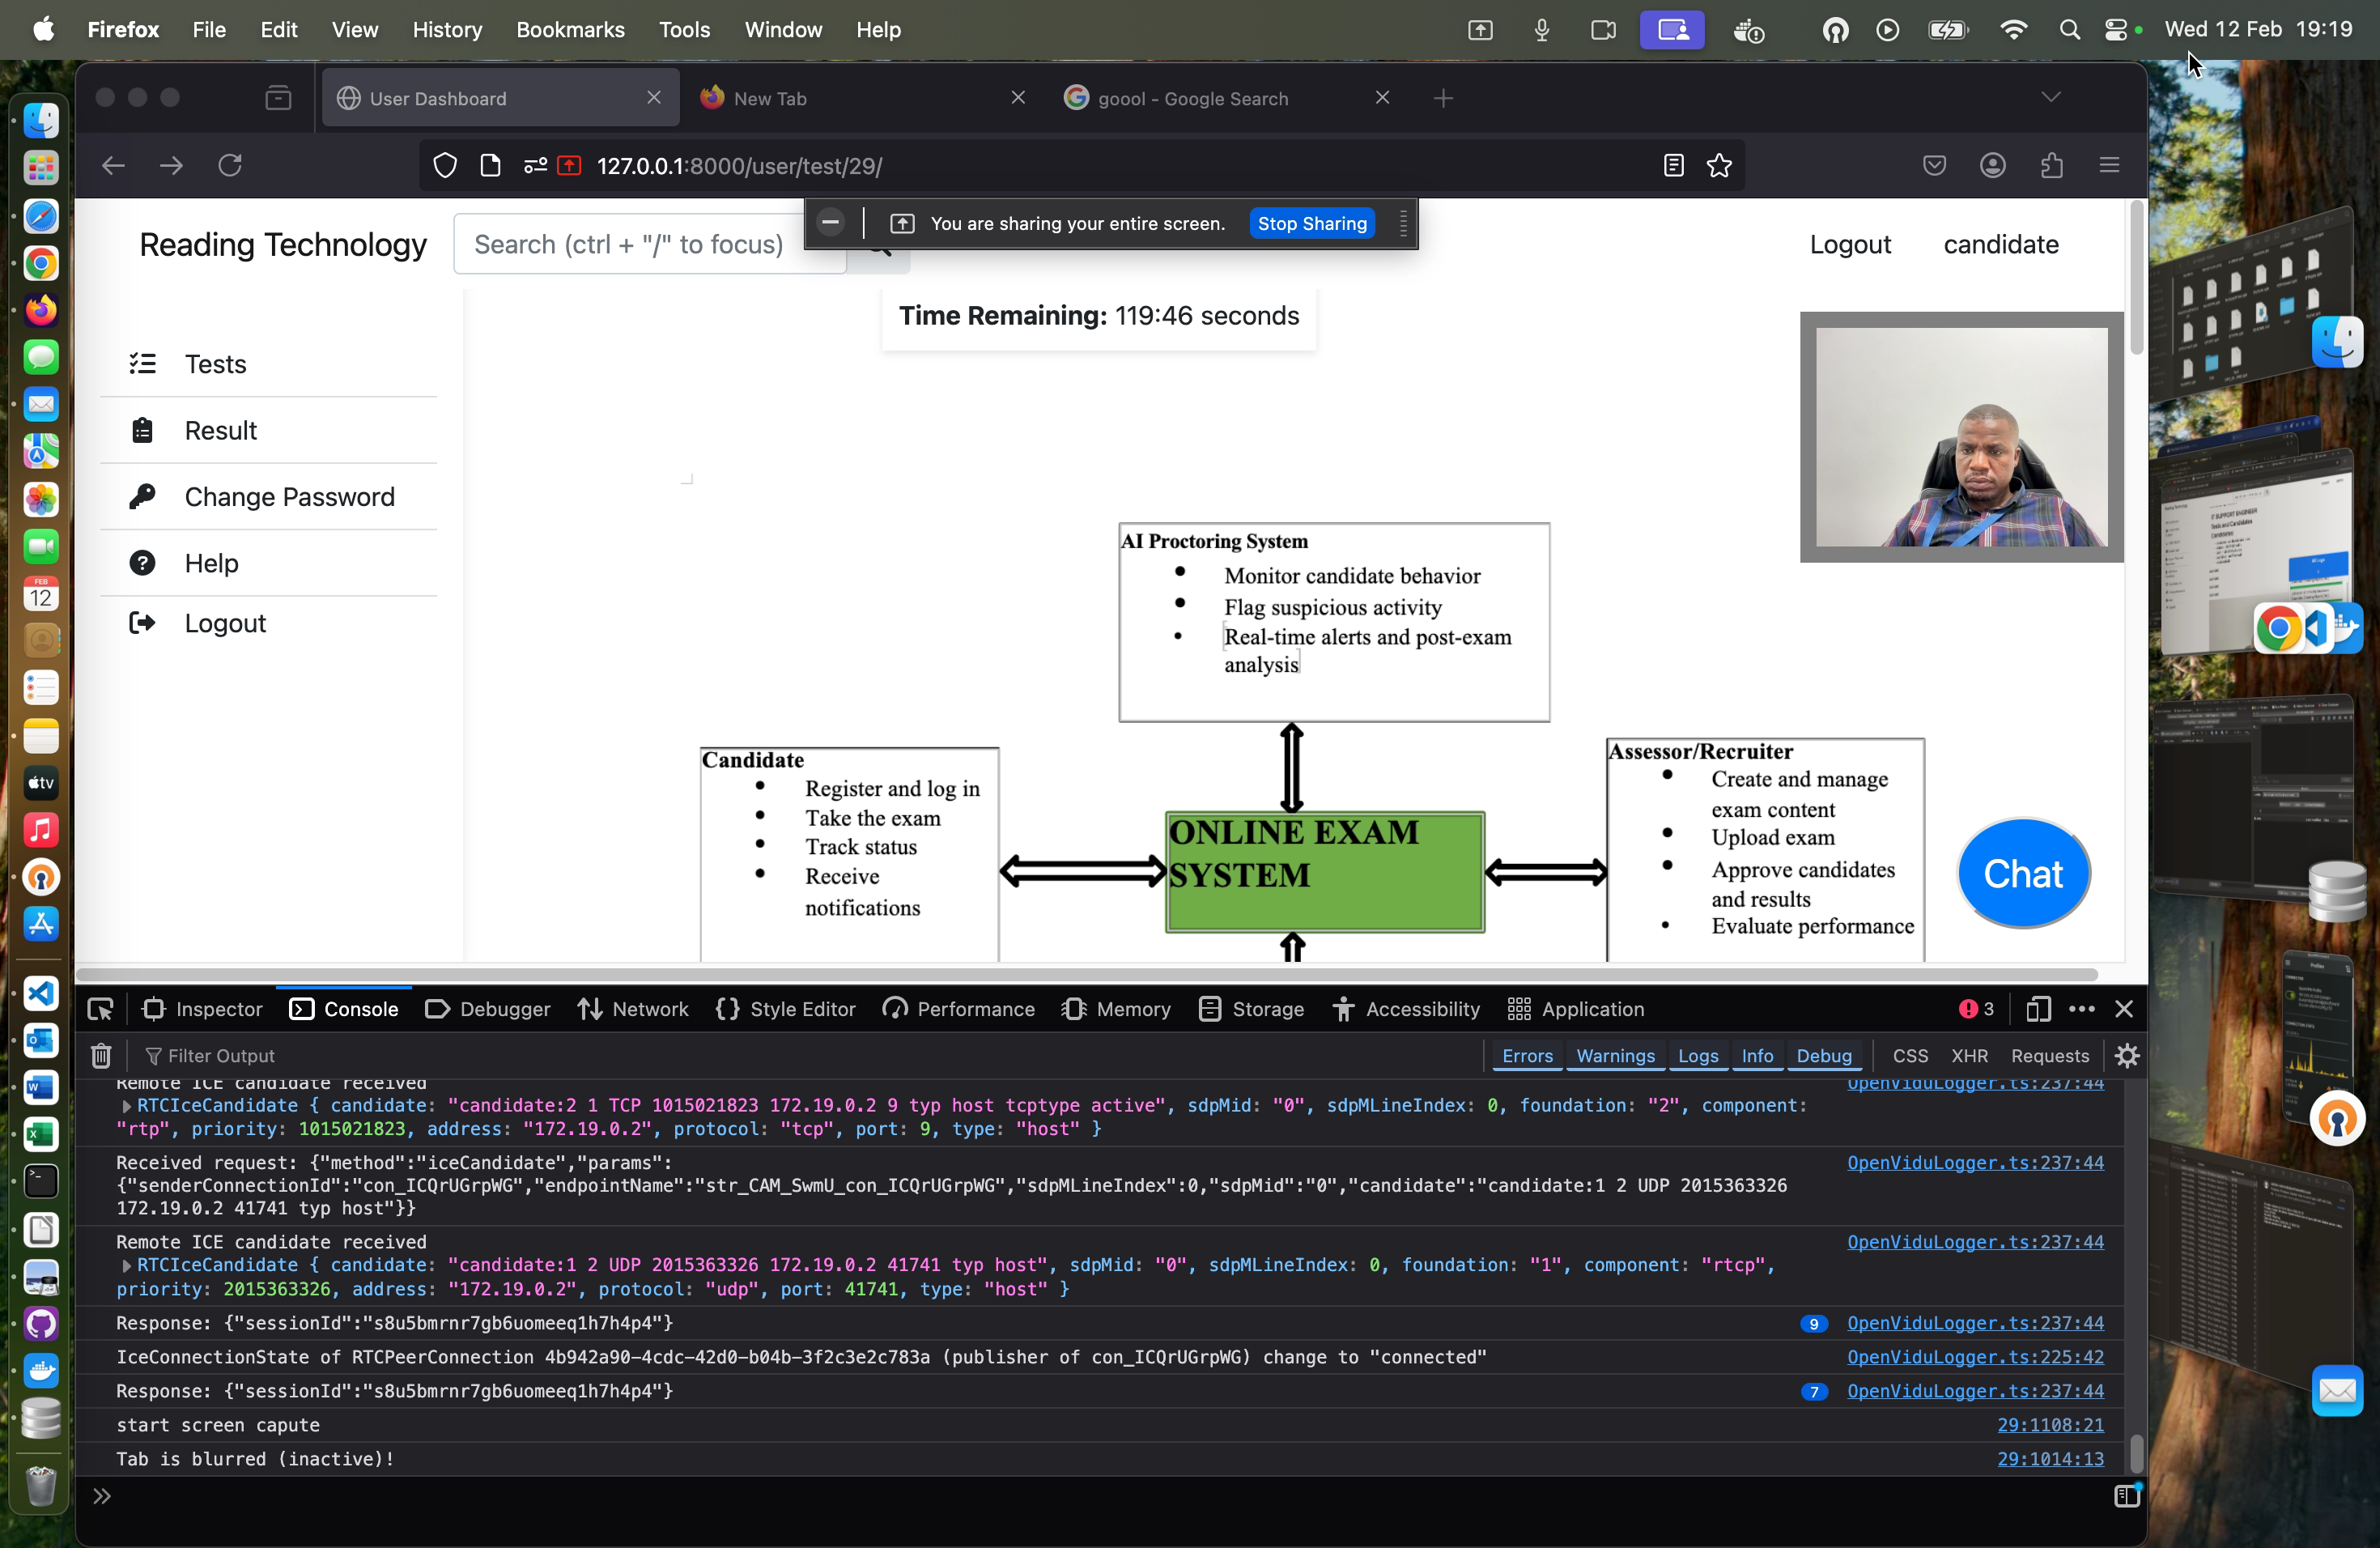 Firefox File Edit View History Bookmarks Tools Window Help Wed 12 Feb 19:19
User Dashboard New Tab goool - Google Search
127.0.0.1:8000/user/test/29/
You are sharing your entire screen. Stop Sharing
Reading Technology Search (ctrl + "/" to focus) Logout candidate
Time Remaining: 119:46 seconds
Tests
Result
Change Password
Help
Logout
AI Proctoring System
Monitor candidate behavior
Flag suspicious activity
Real-time alerts and post-exam
analysis
Candidate
Register and log in
Take the exam
Track status
Receive
notifications
ONLINE EXAM
SYSTEM
Assessor/Recruiter
Create and manage
exam content
Upload exam
Approve candidates
and results
Evaluate performance
Chat
FEB
12
tv
Inspector Console Debugger Network Style Editor Performance Memory Storage Accessibility Application 3
Filter Output Errors Warnings Logs Info Debug CSS XHR Requests
Remote ICE candidate received OpenViduLogger.ts:237:44
RTCIceCandidate { candidate: "candidate:2 1 TCP 1015021823 172.19.0.2 9 typ host tcptype active", sdpMid: "0", sdpMLineIndex: 0, foundation: "2", component:
"rtp", priority: 1015021823, address: "172.19.0.2", protocol: "tcp", port: 9, type: "host" }
Received request: {"method":"iceCandidate","params": OpenViduLogger.ts:237:44
{"senderConnectionId":"con_ICQrUGrpWG","endpointName":"str_CAM_SwmU_con_ICQrUGrpWG","sdpMLineIndex":0,"sdpMid":"0","candidate":"candidate:1 2 UDP 2015363326
172.19.0.2 41741 typ host"}}
Remote ICE candidate received OpenViduLogger.ts:237:44
RTCIceCandidate { candidate: "candidate:1 2 UDP 2015363326 172.19.0.2 41741 typ host", sdpMid: "0", sdpMLineIndex: 0, foundation: "1", component: "rtcp",
priority: 2015363326, address: "172.19.0.2", protocol: "udp", port: 41741, type: "host" }
Response: {"sessionId":"s8u5bmrnr7gb6uomeeq1h7h4p4"} 9 OpenViduLogger.ts:237:44
IceConnectionState of RTCPeerConnection 4b942a90-4cdc-42d0-b04b-3f2c3e2c783a (publisher of con_ICQrUGrpWG) change to "connected" OpenViduLogger.ts:225:42
Response: {"sessionId":"s8u5bmrnr7gb6uomeeq1h7h4p4"} 7 OpenViduLogger.ts:237:44
start screen capute 29:1108:21
Tab is blurred (inactive)! 29:1014:13